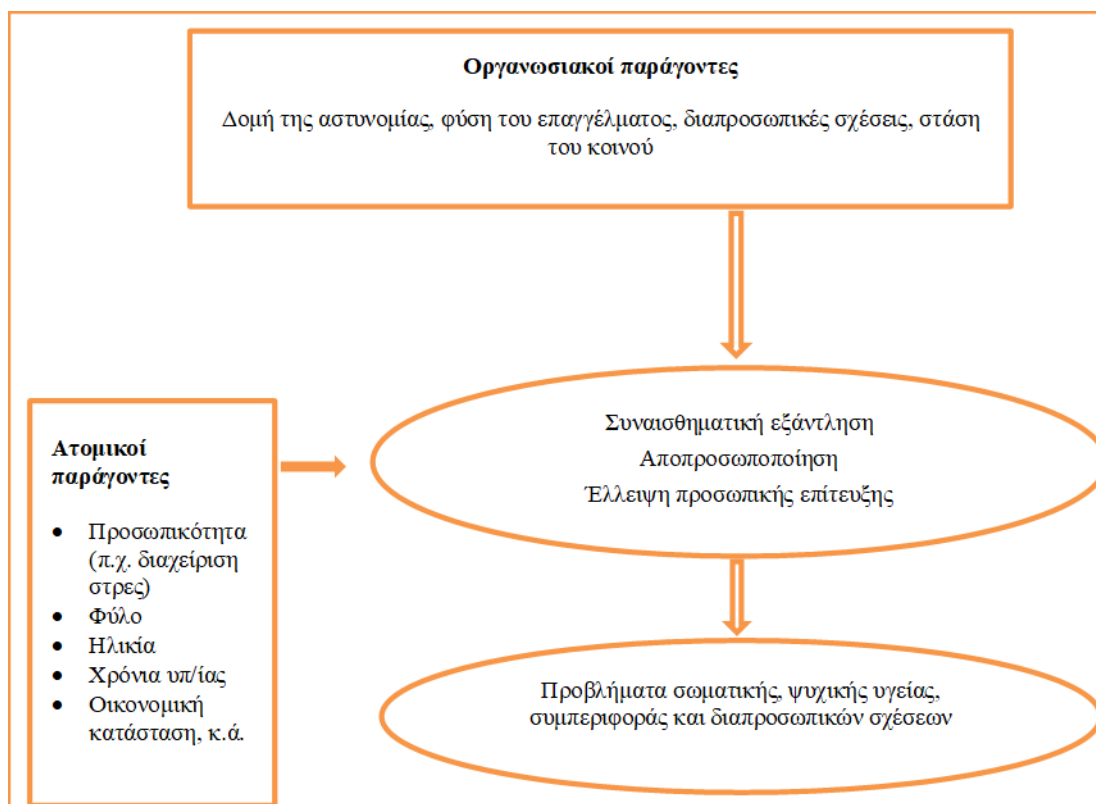 Οργανωσιακοί παράγοντες
Δομή της αστυνομίας, φύση του επαγγέλματος, διαπροσωπικές σχέσεις, στάση
του κοινού
Συναισθηματική εξάντληση
Αποπροσωποποίηση
Έλλειψη προσωπικής επίτευξης
Ατομικοί
παράγοντες
• Προσωπικότητα
(π.χ. διαχείριση
στρες)
• Φύλο
• Ηλικία
• Χρόνια υπ/ίας
• Οικονομική
κατάσταση, κ.ά.
Προβλήματα σωματικής, ψυχικής υγείας,
συμπεριφοράς και διαπροσωπικών σχέσεων